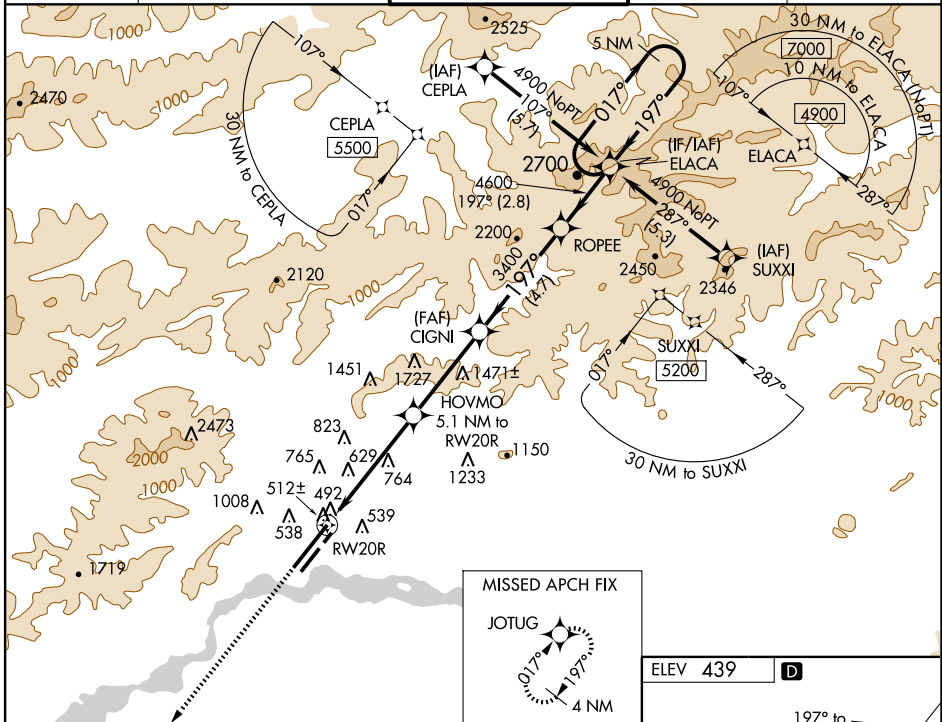 1000
2525
5 NM
30 NM to ELACA (NoPT)
7000
10 NM to ELACA
4900
107°
ELACA
287°
2470
1000
107°
CEPLA
5500
017°
30 NM to CEPLA
(IAF)
CEPLA
4900 NoPT
107°
(5.7)
017°
197°
(IF/IAF)
ELACA
2700
4600
197° (2.8)
4900 NoPT
287°
(5.3)
(IAF)
SUXXI
2346
2450
2200
ROPEE
3400
197°
(4.7)
2120
1000
1000
(FAF)
CIGNI
017°
SUXXI
5200
287°
30 NM to SUXXI
1000
1451
1727
1471±
HOVMO
5.1 NM to
RW20R
2473
2000
1000
823
765
629
764
1233
1150
1008
512±
492
538
539
RW20R
1719
MISSED APCH FIX
JOTUG
017°
197°
4 NM
ELEV 439
D
197° to